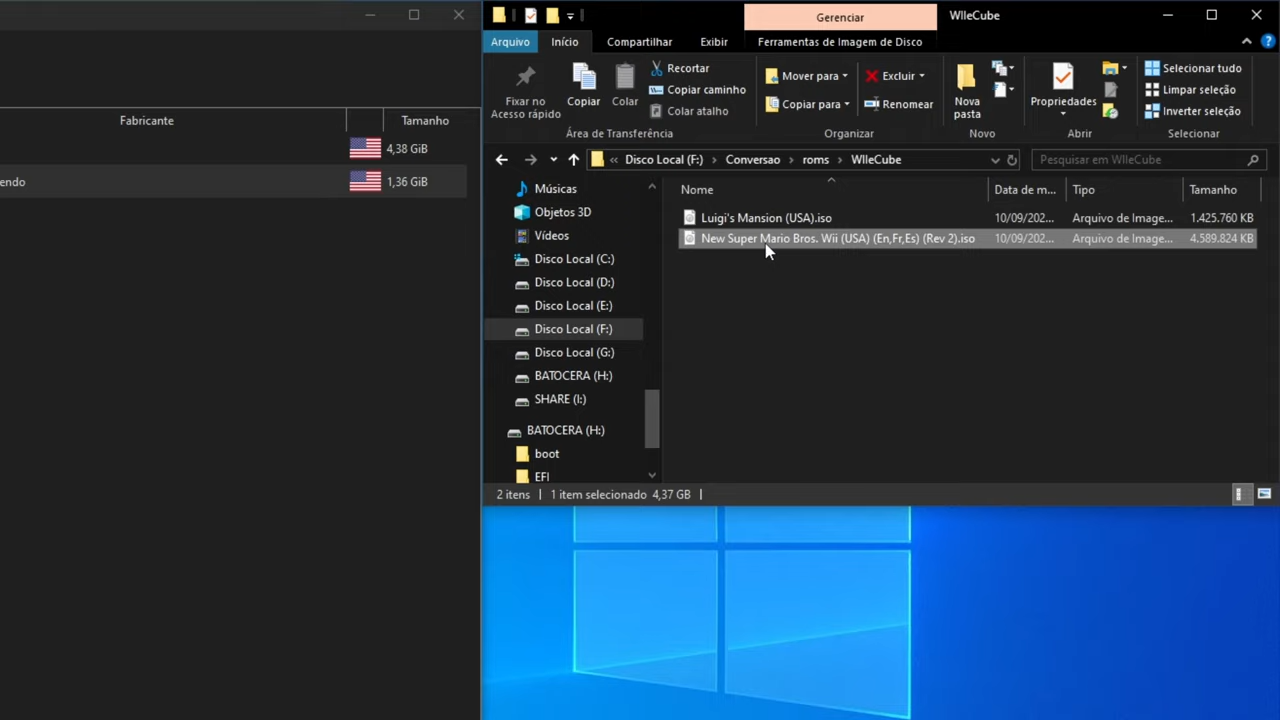 Fabricante
Tamanho
4,38 GiB
endo
1,36 GiB
Gerenciar
WIleCube
Arquivo
Início
Compartilhar
Exibir
Ferramentas de Imagem de Disco
Fixar no
Acesso rápido
Copiar
Colar
Recortar
Copiar caminho
Colar atalho
Área de Transferência
Mover para
Copiar para
Excluir
Renomear
Organizar
Nova
pasta
Novo
Propriedades
Abrir
Selecionar tudo
Limpar seleção
Inverter seleção
Selecionar
« Disco Local (F:) > Conversao > roms > WIleCube
Pesquisar em WIleCube
Músicas
Objetos 3D
Vídeos
Disco Local (C:)
Disco Local (D:)
Disco Local (E:)
Disco Local (F:)
Disco Local (G:)
BATOCERA (H:)
SHARE (I:)
BATOCERA (H:)
boot
EFI
Nome Data de m... Tipo Tamanho
Luigi's Mansion (USA).iso 10/09/202... Arquivo de Image... 1.425.760 KB
New Super Mario Bros. Wii (USA) (En,Fr,Es) (Rev 2).iso 10/09/202... Arquivo de Image... 4.589.824 KB
2 itens 1 item selecionado 4,37 GB